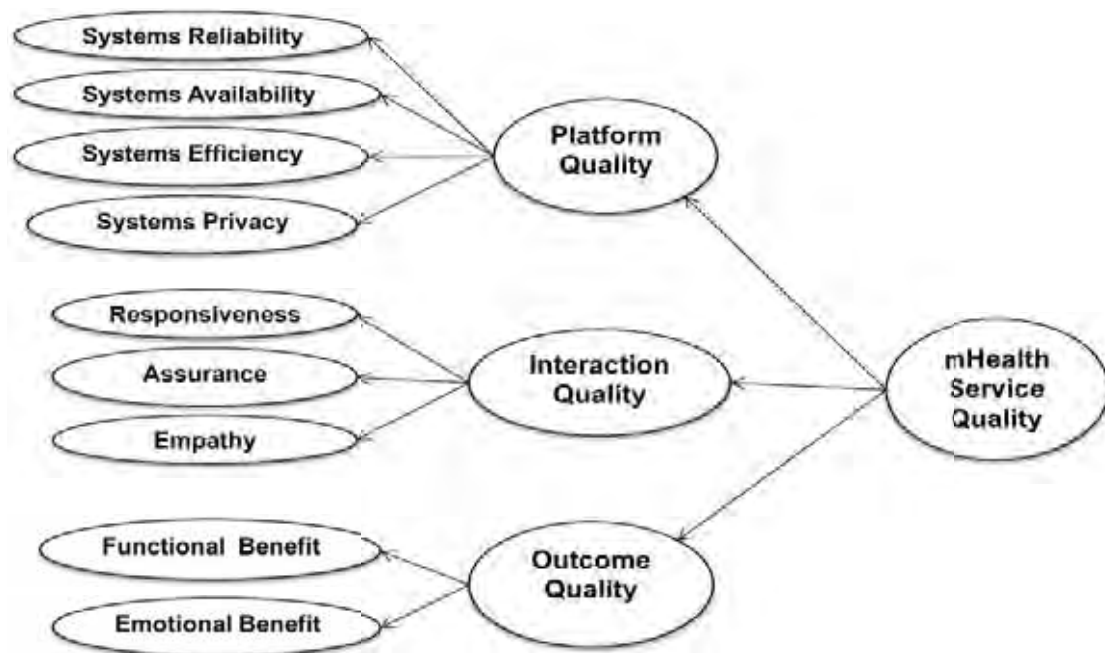 Systems Reliability
Systems Availability
Systems Efficiency
Systems Privacy
Platform
Quality
Responsiveness
Assurance
Empathy
Interaction
Quality
mHealth
Service
Quality
Functional Benefit
Emotional Benefit
Outcome
Quality